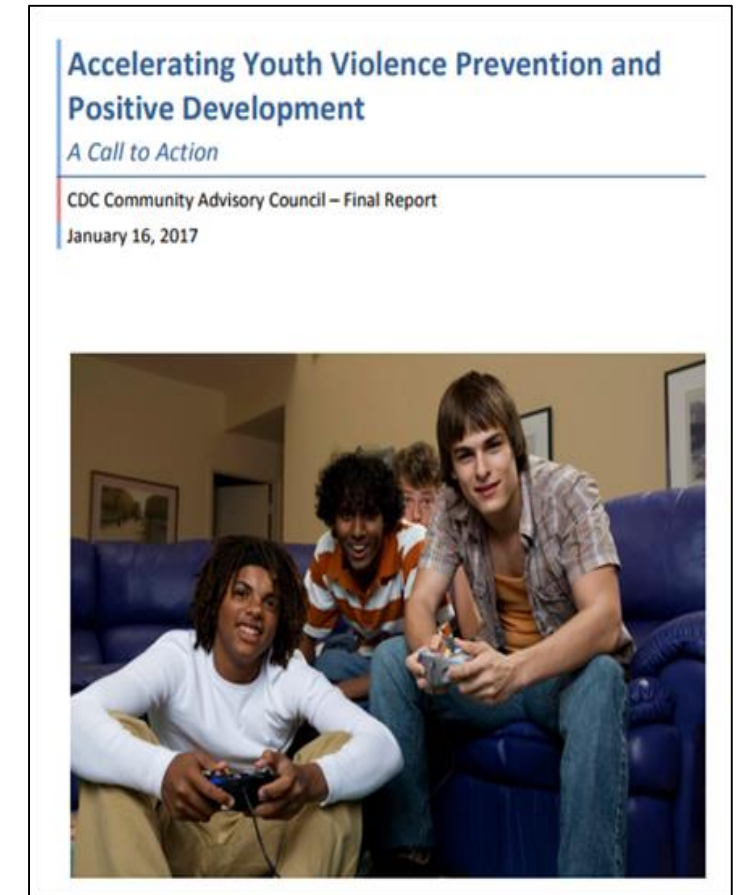 Accelerating Youth Violence Prevention and
Positive Development
A Call to Action
CDC Community Advisory Council – Final Report
January 16, 2017